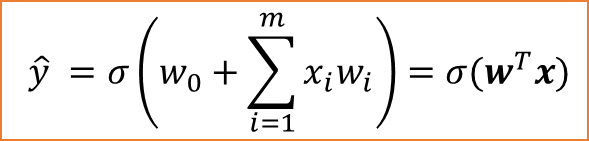 ŷ = σ(w₀ + ∑ᵢ₌₁ᵐ xᵢwᵢ) = σ(𝒘ᵀ𝒙)